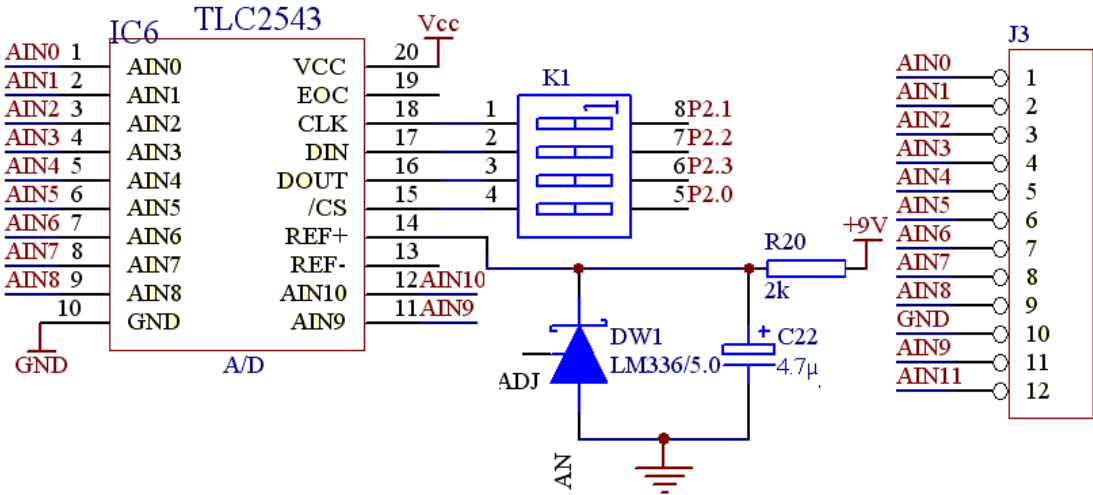 TLC2543
IC6
Vcc
AIN0 1 AIN0 VCC 20
AIN1 2 AIN1 EOC 19
AIN2 3 AIN2 CLK 18
AIN3 4 AIN3 DIN 17
AIN4 5 AIN4 DOUT 16
AIN5 6 AIN5 /CS 15
AIN6 7 AIN6 REF+ 14
AIN7 8 AIN7 REF- 13
AIN8 9 AIN8 AIN10 12 AIN10
10 GND AIN9 11 AIN9
GND
A/D
K1
1 8 P2.1
2 7 P2.2
3 6 P2.3
4 5 P2.0
+9V
R20
2k
DW1
LM336/5.0
ADJ
+
C22
4.7μ
AN
J3
AIN0 1
AIN1 2
AIN2 3
AIN3 4
AIN4 5
AIN5 6
AIN6 7
AIN7 8
AIN8 9
GND 10
AIN9 11
AIN11 12